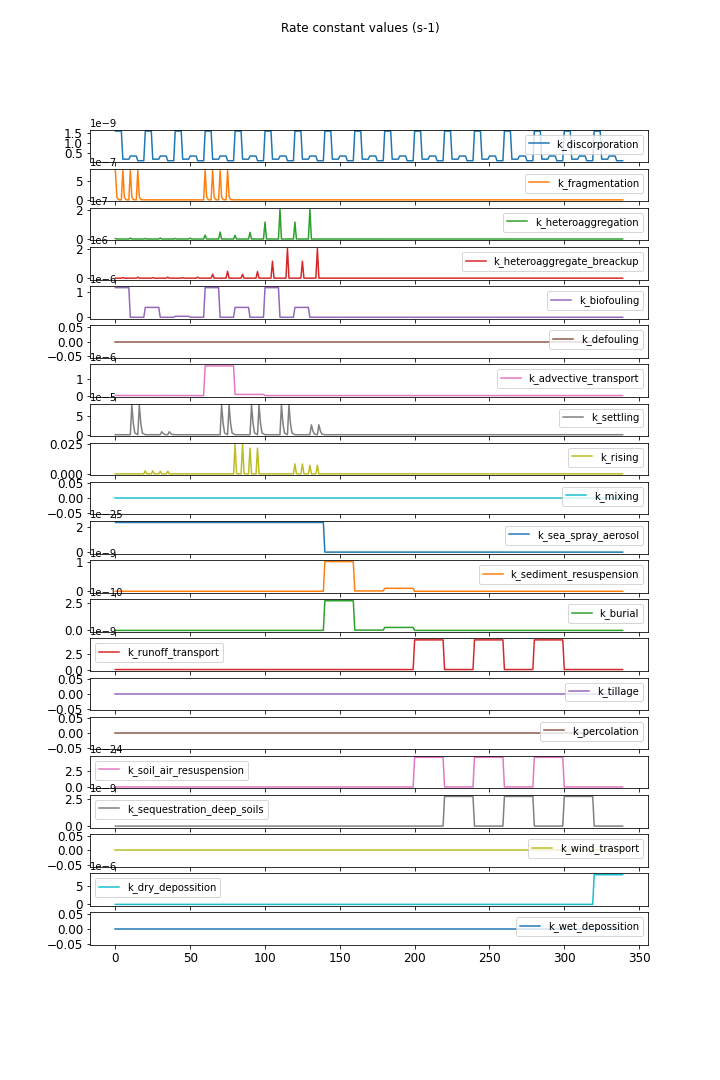 Rate constant values (s-1)
1e−9
1.5
1.0
0.5
k_discorporation
1e−7
5
0
k_fragmentation
1e7
2
0
k_heteroaggregation
1e6
2
0
k_heteroaggregate_breackup
1e−6
1
0
k_biofouling
0.05
0.00
−0.05
k_defouling
1e−6
1
0
k_advective_transport
1e−5
5
0
k_settling
0.025
0.000
k_rising
0.05
0.00
−0.05
k_mixing
1e−25
2
0
k_sea_spray_aerosol
1e−9
1
0
k_sediment_resuspension
1e−10
2.5
0.0
k_burial
1e−9
2.5
0.0
k_runoff_transport
0.05
0.00
−0.05
k_tillage
0.05
0.00
−0.05
k_percolation
1e−24
2.5
0.0
k_soil_air_resuspension
1e−9
2.5
0.0
k_sequestration_deep_soils
0.05
0.00
−0.05
k_wind_trasport
1e−6
5
0
k_dry_depossition
0.05
0.00
−0.05
k_wet_depossition
0 50 100 150 200 250 300 350